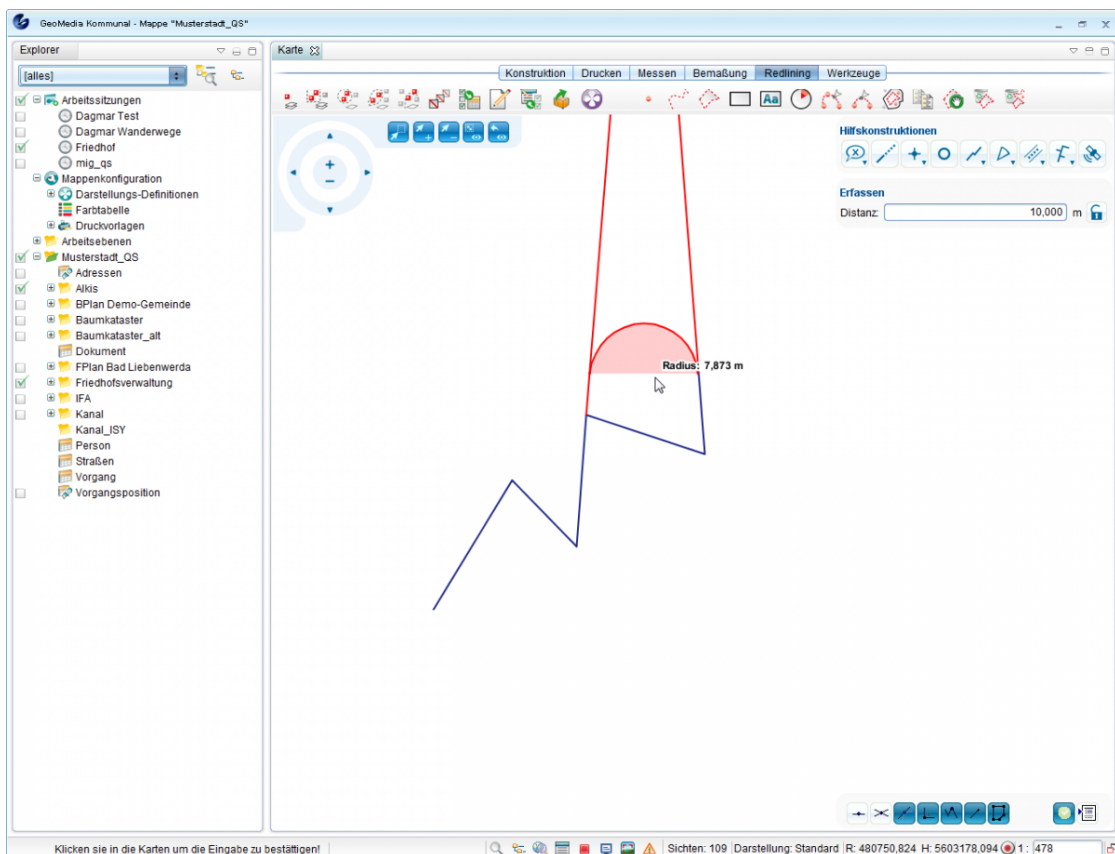 GeoMedia Kommunal - Mappe "Musterstadt_QS"
Explorer
[alles]
Arbeitssitzungen
Dagmar Test
Dagmar Wanderwege
Friedhof
mig_qs
Mappenkonfiguration
Darstellungs-Definitionen
Farbtabelle
Druckvorlagen
Arbeitsebenen
Musterstadt_QS
Adressen
Alkis
BPlan Demo-Gemeinde
Baumkataster
Baumkataster_alt
Dokument
FPlan Bad Liebenwerda
Friedhofsverwaltung
IFA
Kanal
Kanal_ISY
Person
Straßen
Vorgang
Vorgangsposition
Karte
Konstruktion Drucken Messen Bemaßung Redlining Werkzeuge
Aa
Hilfskonstruktionen
Erfassen
Distanz: 10,000 m
Radius: 7,873 m
Klicken sie in die Karten um die Eingabe zu bestättigen!
Sichten: 109 Darstellung: Standard R: 480750,824 H: 5603178,094 1 : 478